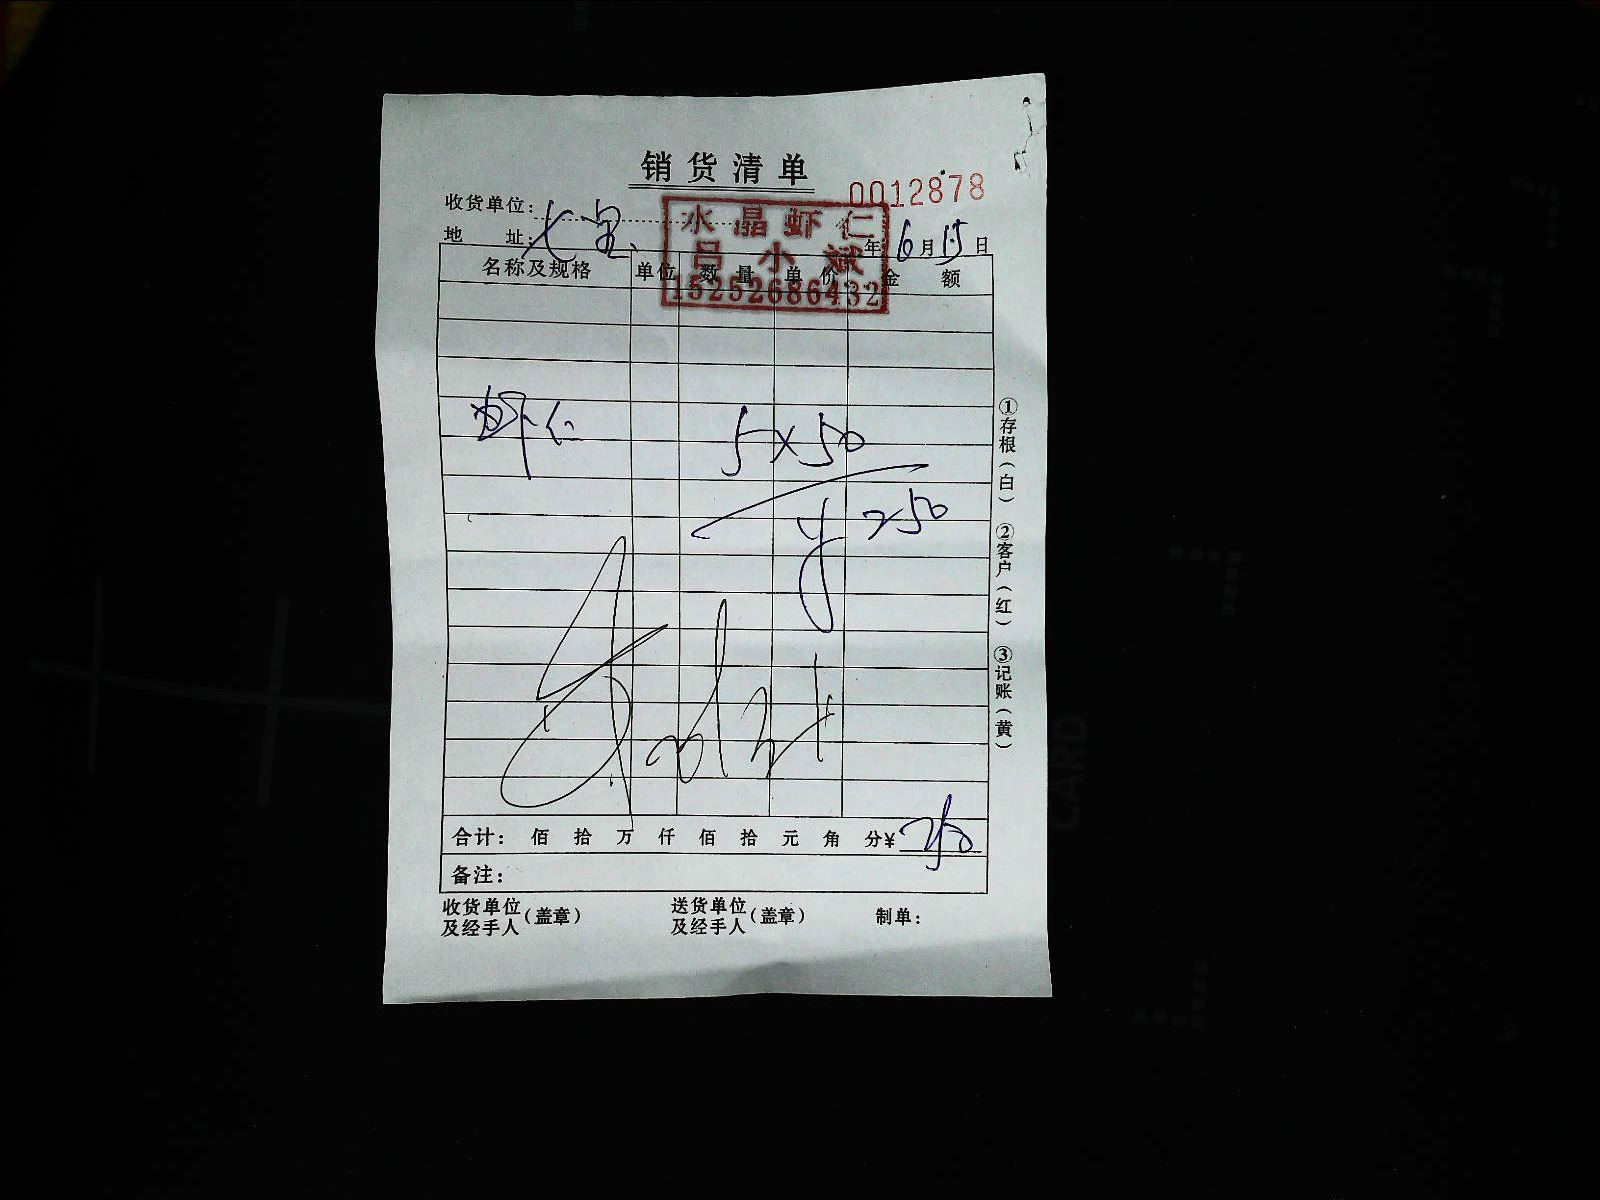 销货清单
0012878
收货单位：七宝
地 址：
年6月15日
水晶虾仁
吕小斌
15252686432
名称及规格 单位 数量 单价 金额
虾仁 5×50
250
合计： 佰 拾 万 仟 佰 拾 元 角 分¥ 250
备注：
收货单位及经手人（盖章） 送货单位及经手人（盖章） 制单：
①存根（白） ②客户（红） ③记账（黄）
CARD